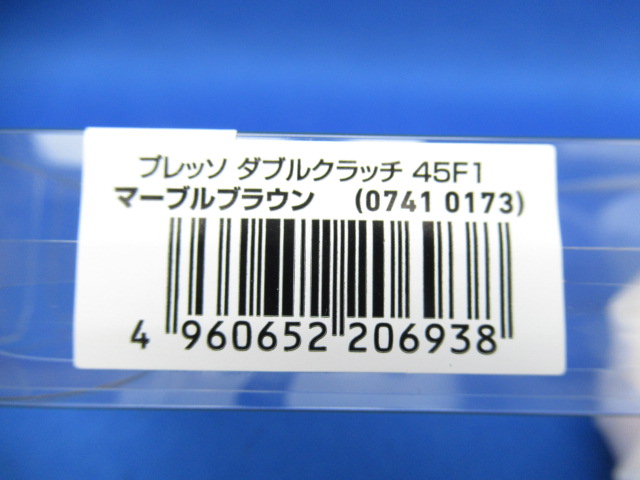 プレッソ ダブルクラッチ 45F1
マーブルブラウン (0741 0173)
4 960652 206938